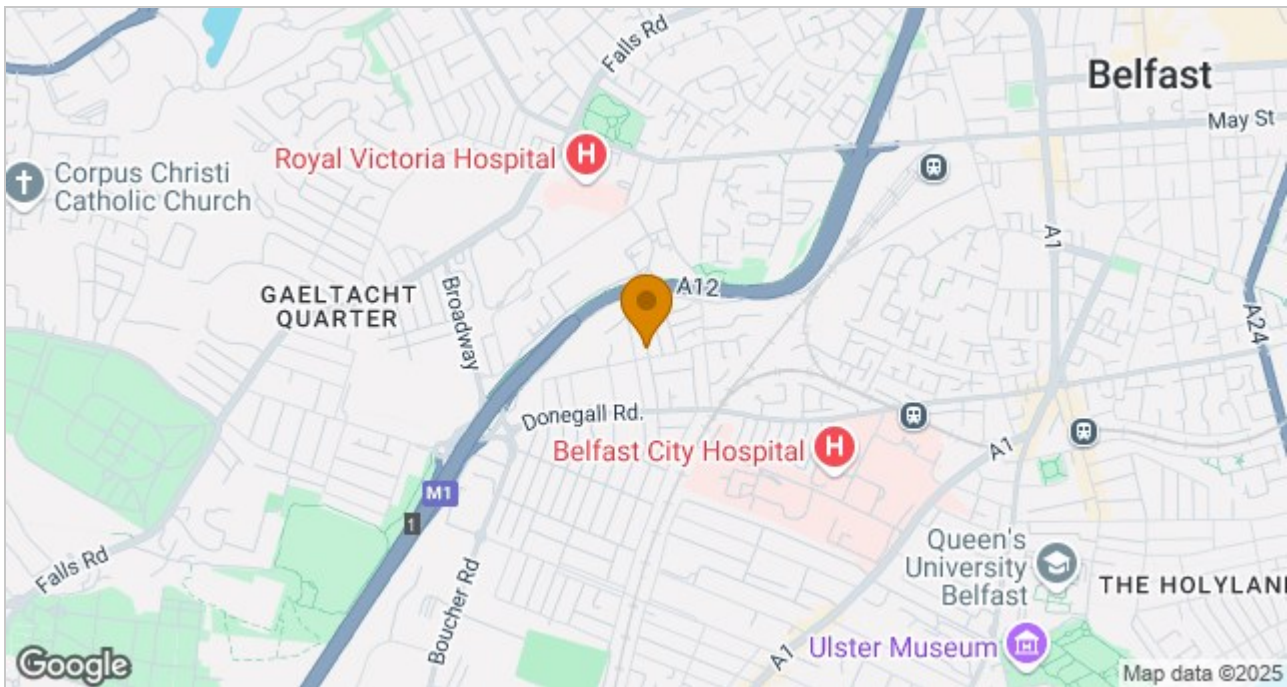 Falls Rd
Belfast
May St
Royal Victoria Hospital
H
Corpus Christi
Catholic Church
A1
A12
GAELTACHT
QUARTER
Broadway
A24
Donegall Rd.
Belfast City Hospital
H
A1
M1
1
Queen's
University
Belfast
THE HOLYLAN
Falls Rd
Boucher Rd
Ulster Museum
A1
Google
Map data ©2025